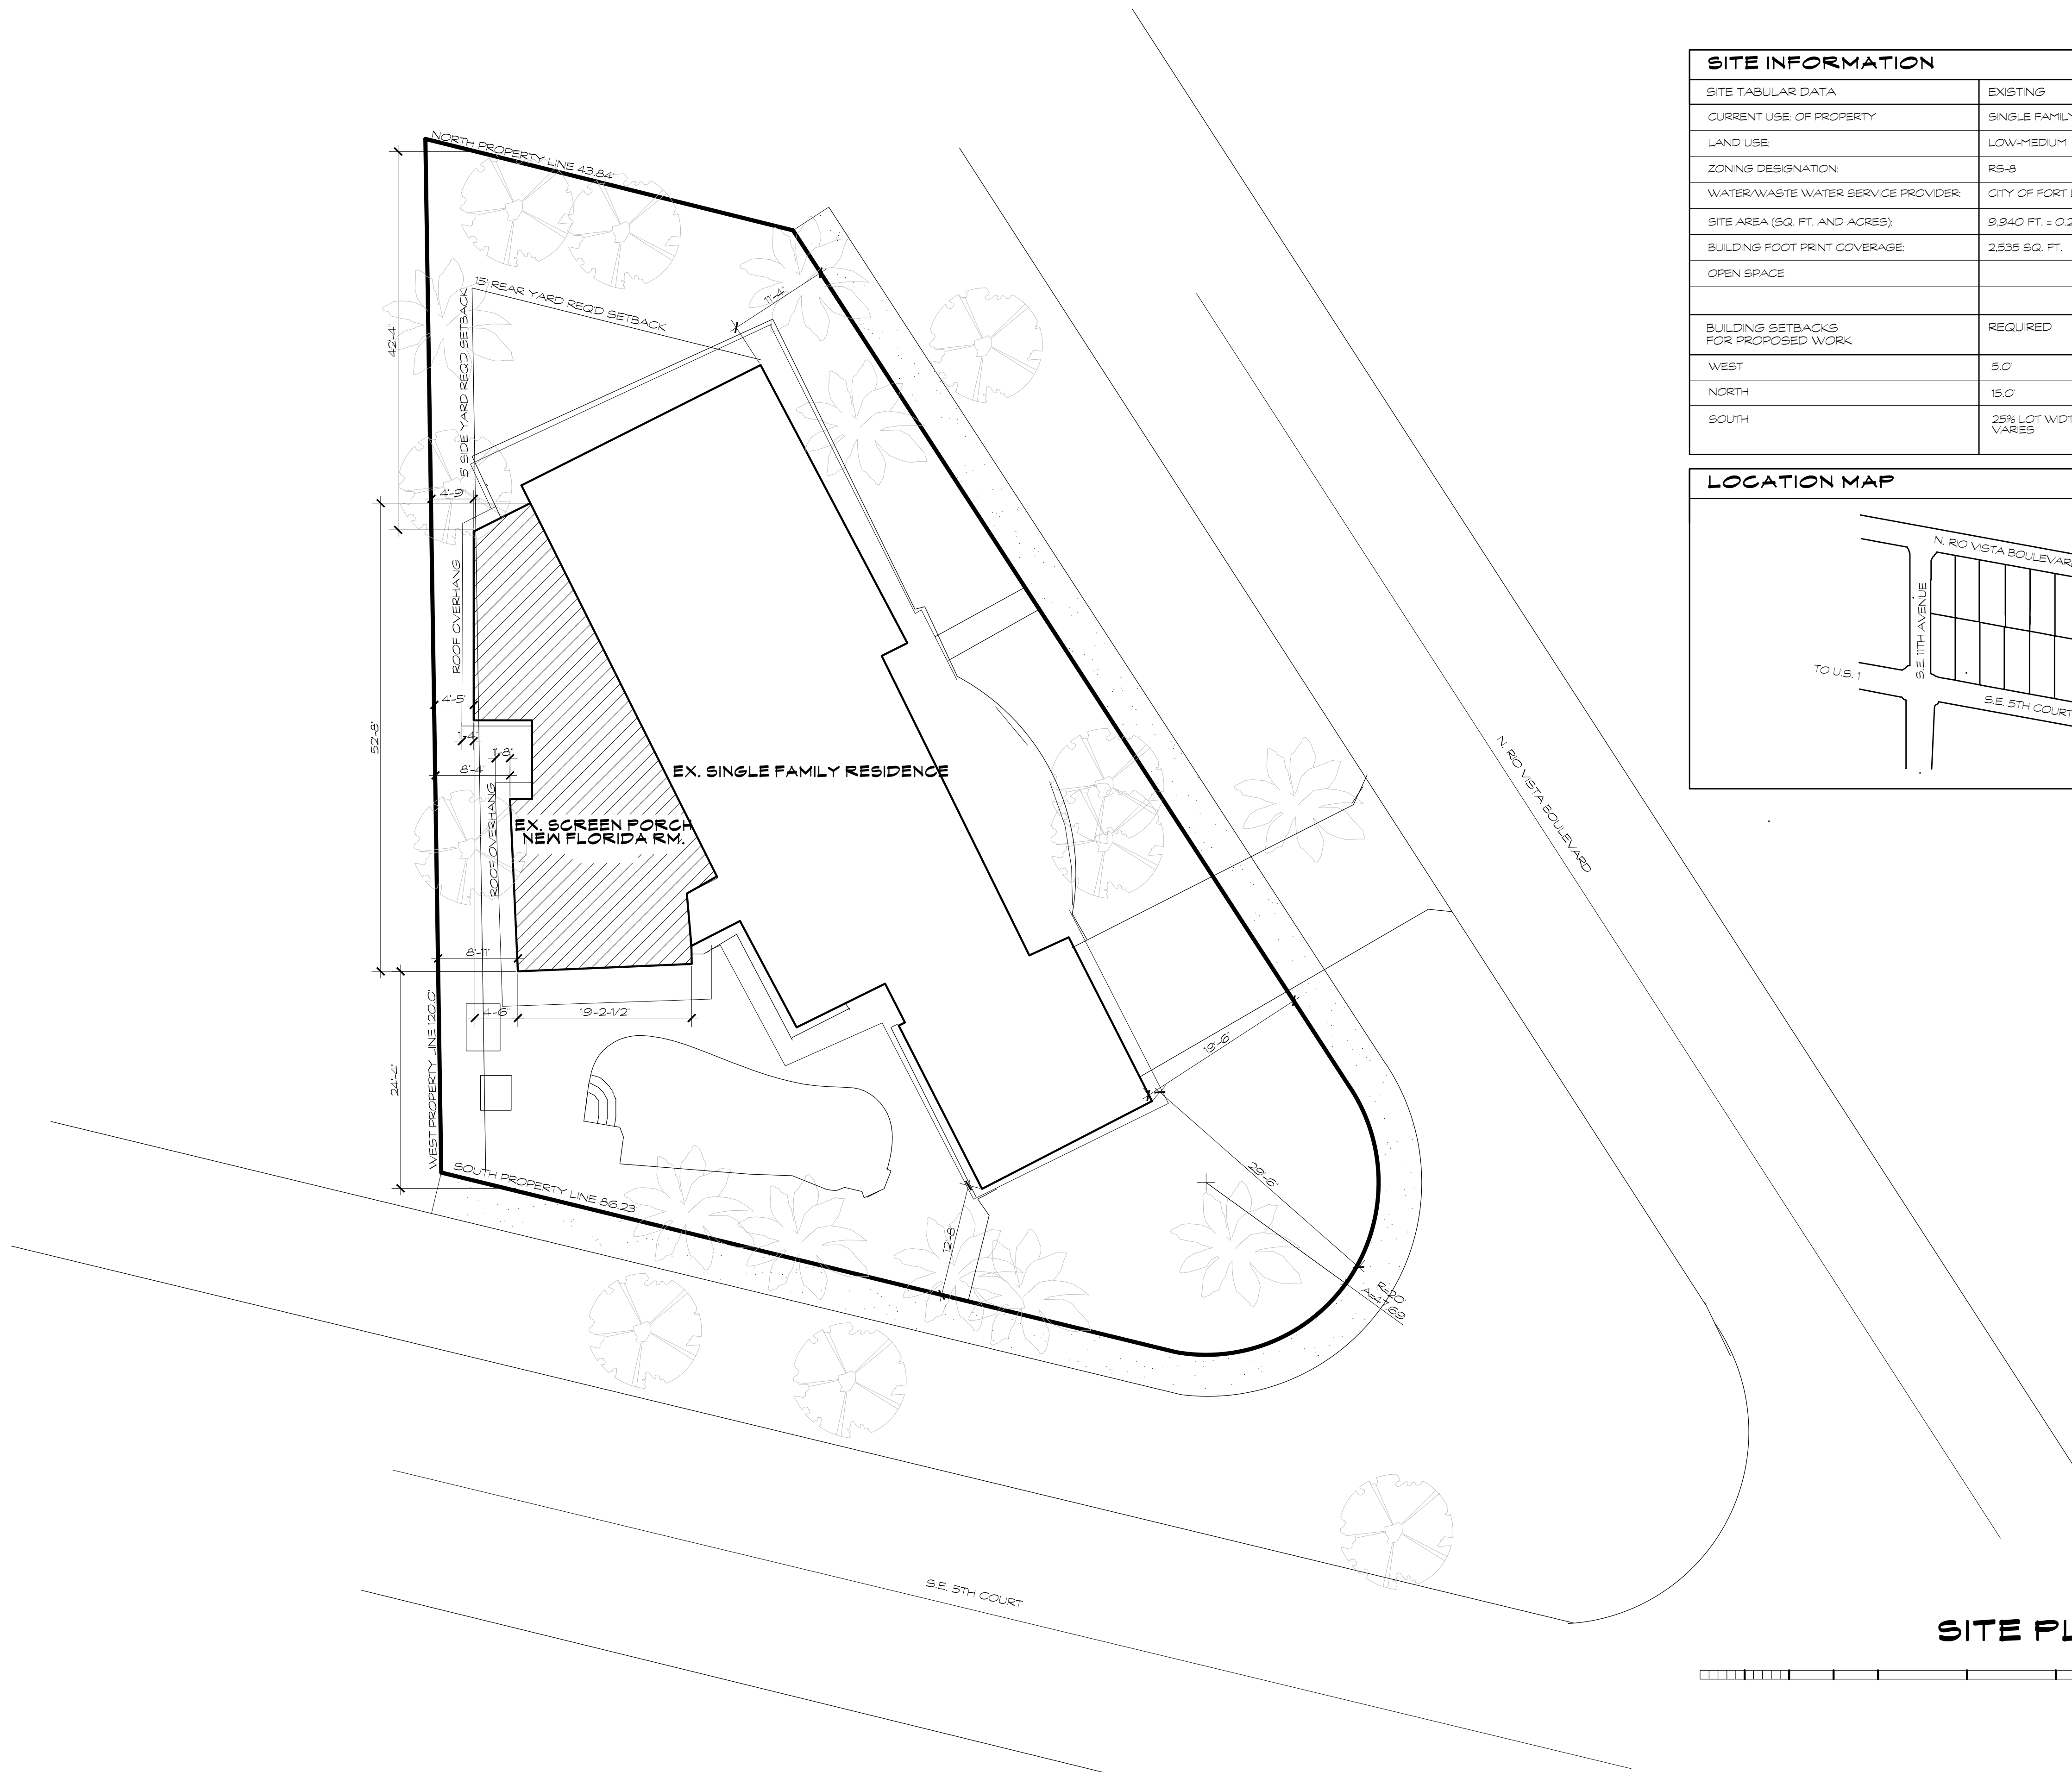 SITE INFORMATION
SITE TABULAR DATA
EXISTING
CURRENT USE: OF PROPERTY
SINGLE FAMILY
LAND USE:
LOW-MEDIUM
ZONING DESIGNATION:
RS-8
WATER/WASTE WATER SERVICE PROVIDER:
CITY OF FORT
SITE AREA (SQ. FT. AND ACRES):
9,940 FT. = 0.2
BUILDING FOOT PRINT COVERAGE:
2,535 SQ. FT.
OPEN SPACE
BUILDING SETBACKS
FOR PROPOSED WORK
REQUIRED
WEST
5.0'
NORTH
15.0'
SOUTH
25% LOT WIDT
VARIES
LOCATION MAP
N. RIO VISTA BOULEVAR
S.E. 11TH AVENUE
TO U.S. 1
S.E. 5TH COURT
NORTH PROPERTY LINE 43.84'
15' REAR YARD REQ'D SETBACK
5' SIDE YARD REQ'D SETBACK
11'-4"
42'-4"
4'-9"
ROOF OVERHANG
4'-5"
1'-4"
1'-8"
8'-4"
52'-8"
ROOF OVERHANG
EX. SINGLE FAMILY RESIDENCE
EX. SCREEN PORCH
NEW FLORIDA RM.
8'-11"
4'-6"
19'-2-1/2"
24'-4"
WEST PROPERTY LINE 120.0'
SOUTH PROPERTY LINE 86.23'
12'-8"
19'-6"
29'-6"
R=20
A=47.69
N. RIO VISTA BOULEVARD
S.E. 5TH COURT
SITE PL